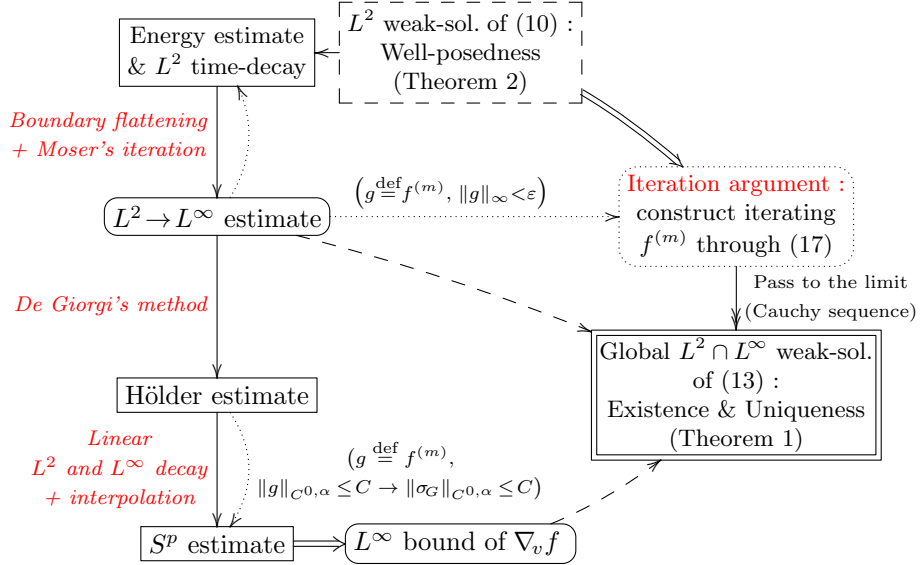 Energy estimate
& L² time-decay
L² weak-sol. of (10) :
Well-posedness
(Theorem 2)
Boundary flattening
+ Moser's iteration
(g ≝ f⁽ᵐ⁾, ‖g‖∞<ε)
Iteration argument :
construct iterating
f⁽ᵐ⁾ through (17)
L² → L∞ estimate
De Giorgi's method
Pass to the limit
(Cauchy sequence)
Global L² ∩ L∞ weak-sol.
of (13) :
Existence & Uniqueness
(Theorem 1)
Hölder estimate
Linear
L² and L∞ decay
+ interpolation
(g ≝ f⁽ᵐ⁾,
‖g‖_{C^{0,α}} ≤ C → ‖σ_G‖_{C^{0,α}} ≤ C)
Sᵖ estimate
L∞ bound of ∇ᵥf